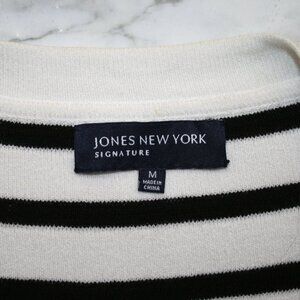 JONES NEW YORK
SIGNATURE
M
MADE IN
CHINA